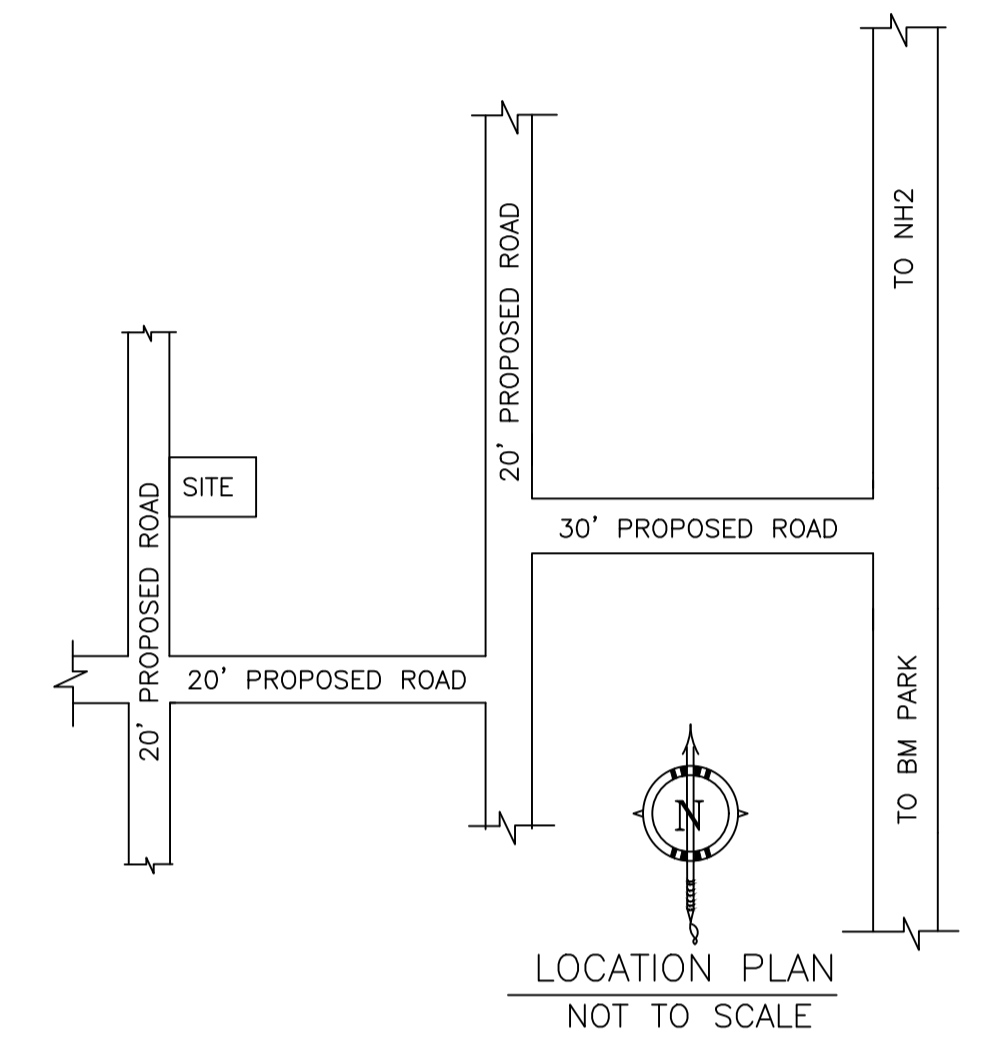 TO NH2
20' PROPOSED ROAD
SITE
30' PROPOSED ROAD
20' PROPOSED ROAD
20' PROPOSED ROAD
TO BM PARK
N
LOCATION PLAN
NOT TO SCALE